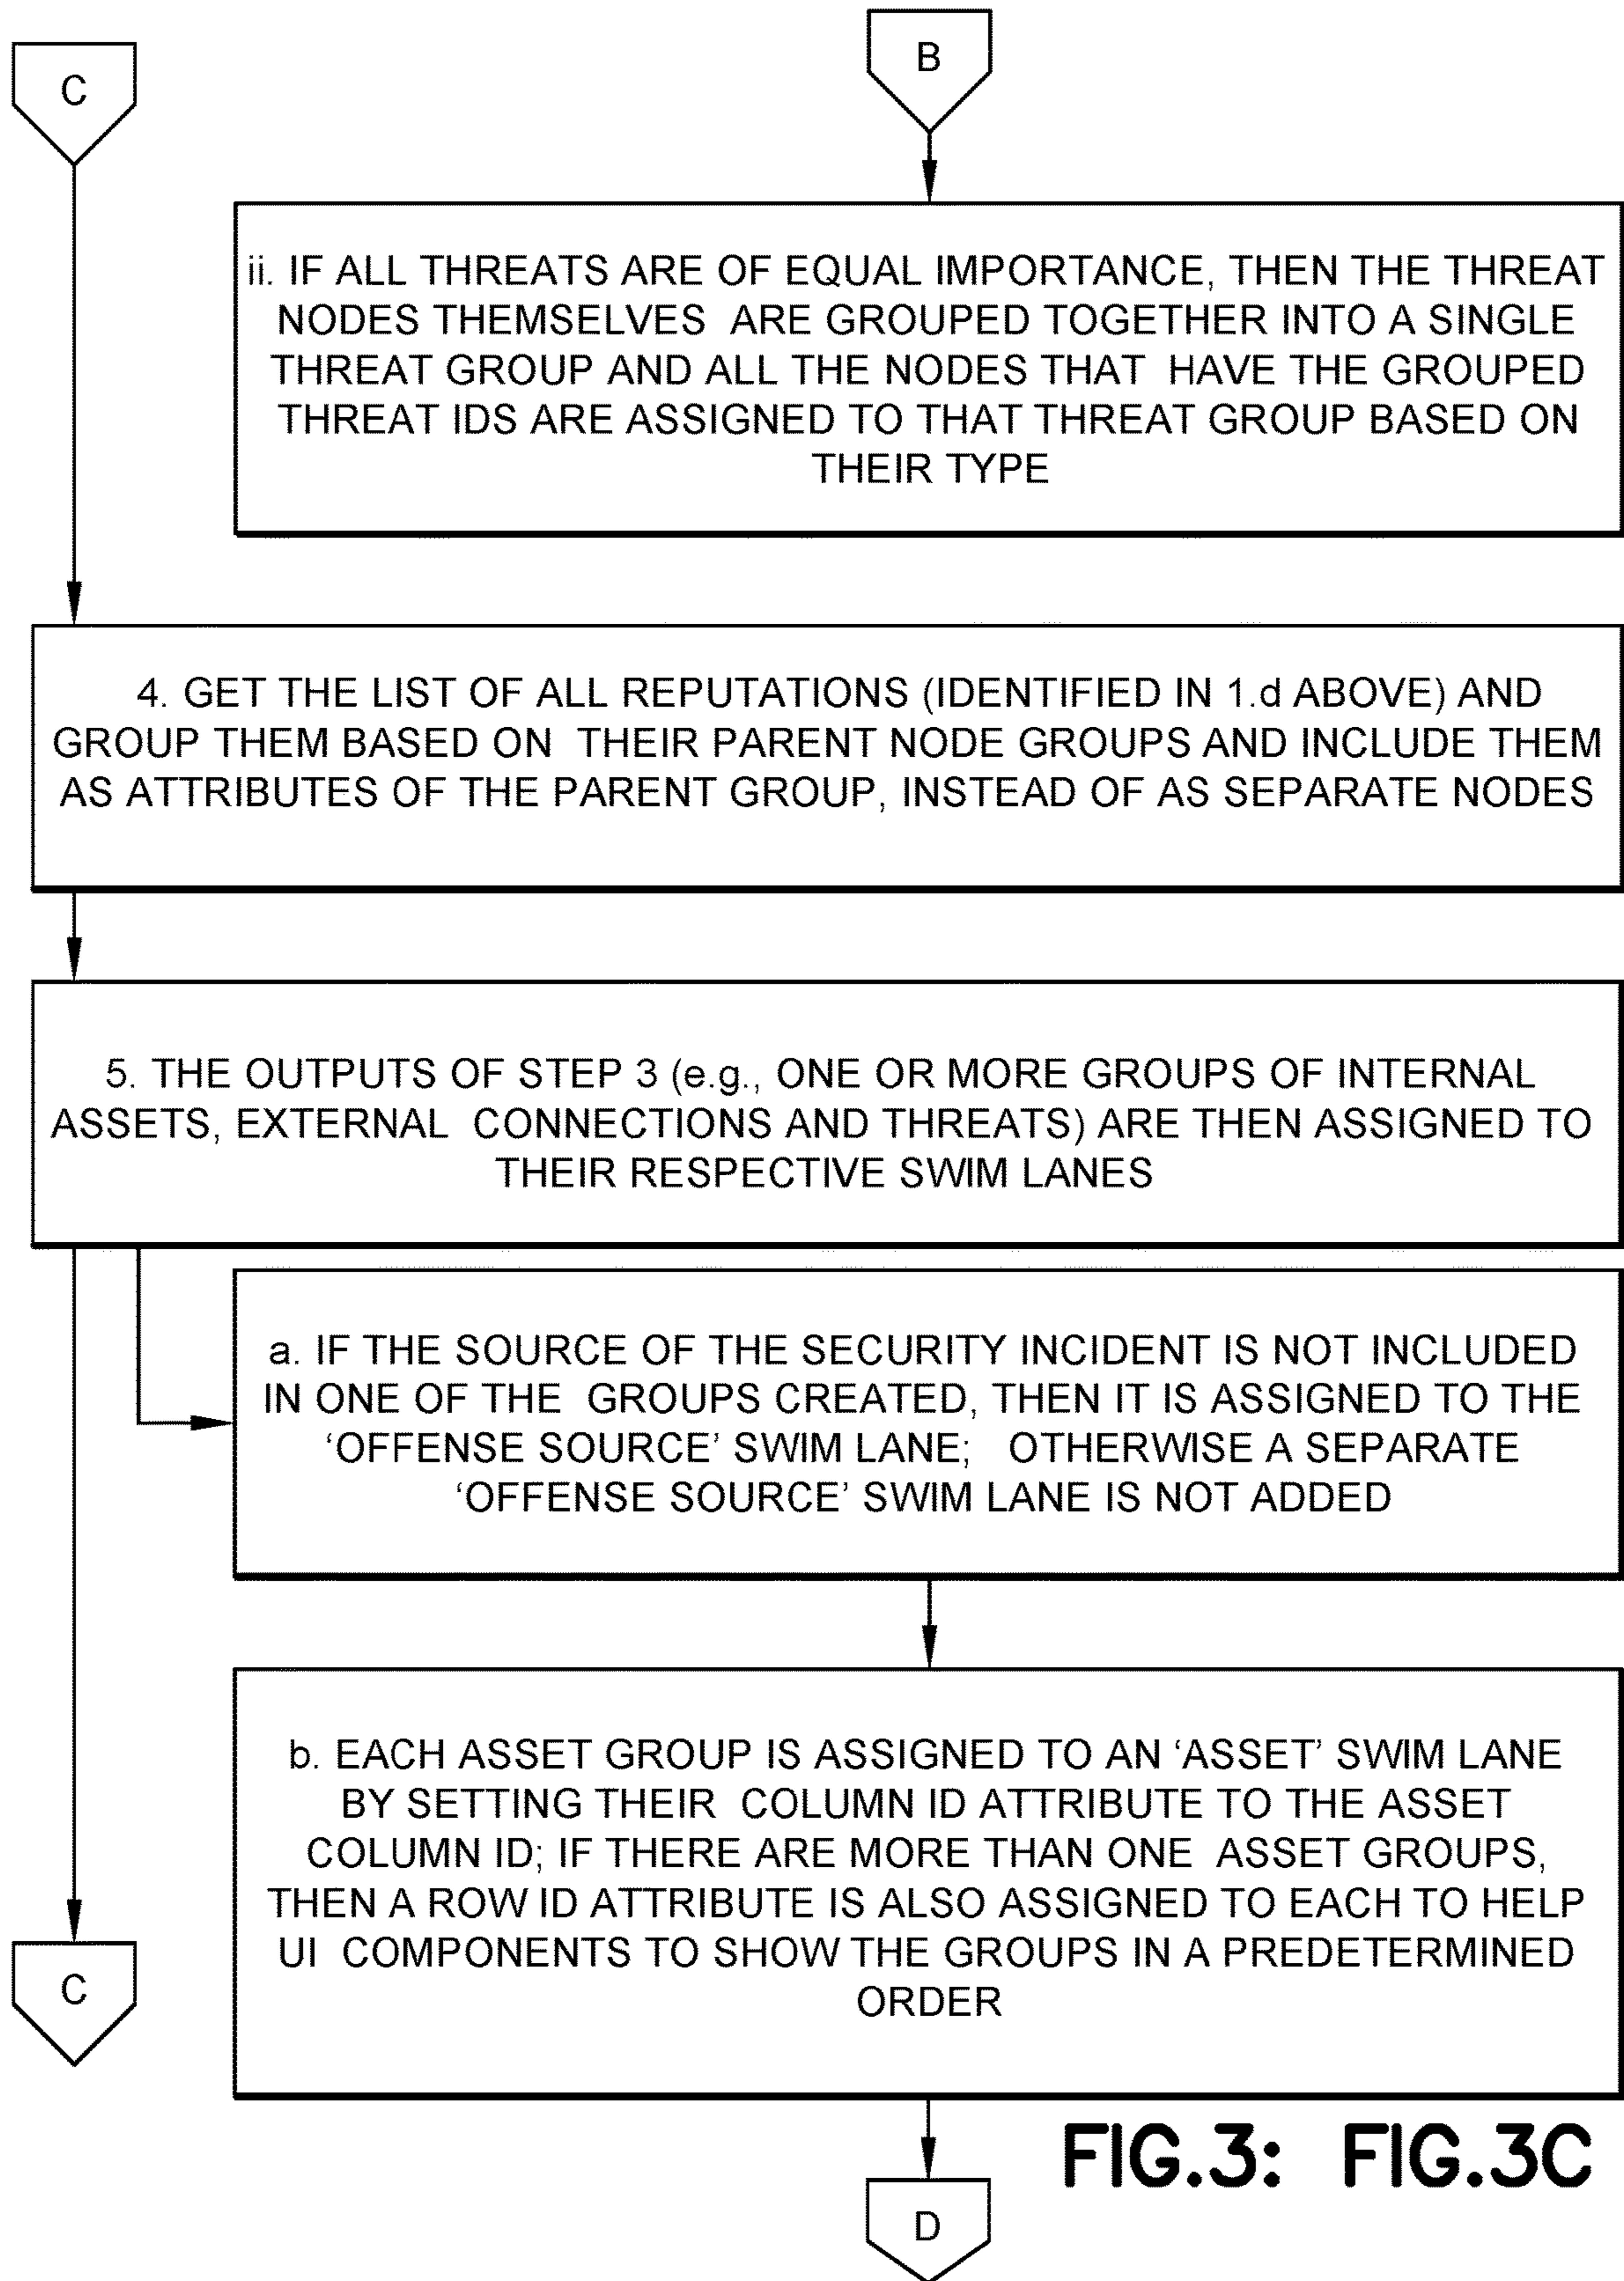 C
B
ii. IF ALL THREATS ARE OF EQUAL IMPORTANCE, THEN THE THREAT
NODES THEMSELVES ARE GROUPED TOGETHER INTO A SINGLE
THREAT GROUP AND ALL THE NODES THAT HAVE THE GROUPED
THREAT IDS ARE ASSIGNED TO THAT THREAT GROUP BASED ON
THEIR TYPE
4. GET THE LIST OF ALL REPUTATIONS (IDENTIFIED IN 1.d ABOVE) AND
GROUP THEM BASED ON THEIR PARENT NODE GROUPS AND INCLUDE THEM
AS ATTRIBUTES OF THE PARENT GROUP, INSTEAD OF AS SEPARATE NODES
5. THE OUTPUTS OF STEP 3 (e.g., ONE OR MORE GROUPS OF INTERNAL
ASSETS, EXTERNAL CONNECTIONS AND THREATS) ARE THEN ASSIGNED TO
THEIR RESPECTIVE SWIM LANES
a. IF THE SOURCE OF THE SECURITY INCIDENT IS NOT INCLUDED
IN ONE OF THE GROUPS CREATED, THEN IT IS ASSIGNED TO THE
‘OFFENSE SOURCE’ SWIM LANE; OTHERWISE A SEPARATE
‘OFFENSE SOURCE’ SWIM LANE IS NOT ADDED
b. EACH ASSET GROUP IS ASSIGNED TO AN ‘ASSET’ SWIM LANE
BY SETTING THEIR COLUMN ID ATTRIBUTE TO THE ASSET
COLUMN ID; IF THERE ARE MORE THAN ONE ASSET GROUPS,
THEN A ROW ID ATTRIBUTE IS ALSO ASSIGNED TO EACH TO HELP
UI COMPONENTS TO SHOW THE GROUPS IN A PREDETERMINED
ORDER
C
D
FIG.3: FIG.3C